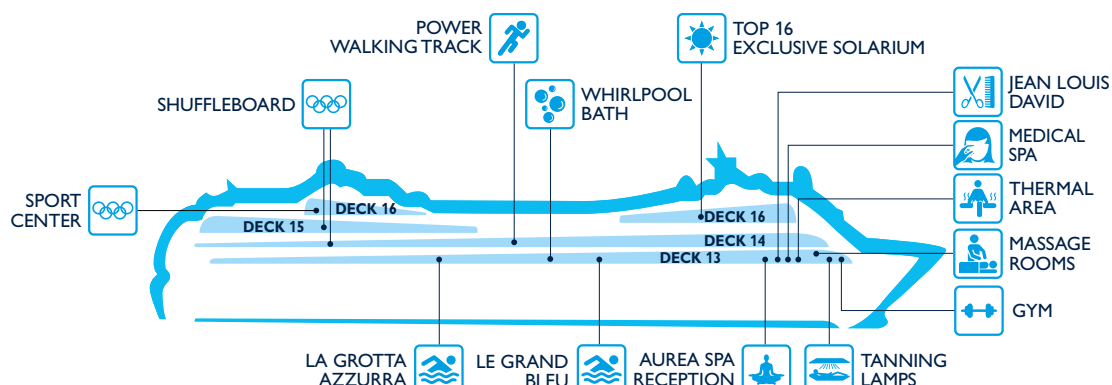 POWER
WALKING TRACK
TOP 16
EXCLUSIVE SOLARIUM
SHUFFLEBOARD
WHIRLPOOL
BATH
JEAN LOUIS
DAVID
MEDICAL
SPA
THERMAL
AREA
SPORT
CENTER
DECK 16
DECK 16
DECK 15
DECK 14
DECK 13
MASSAGE
ROOMS
GYM
LA GROTTA
AZZURRA
LE GRAND
BLEU
AUREA SPA
RECEPTION
TANNING
LAMPS